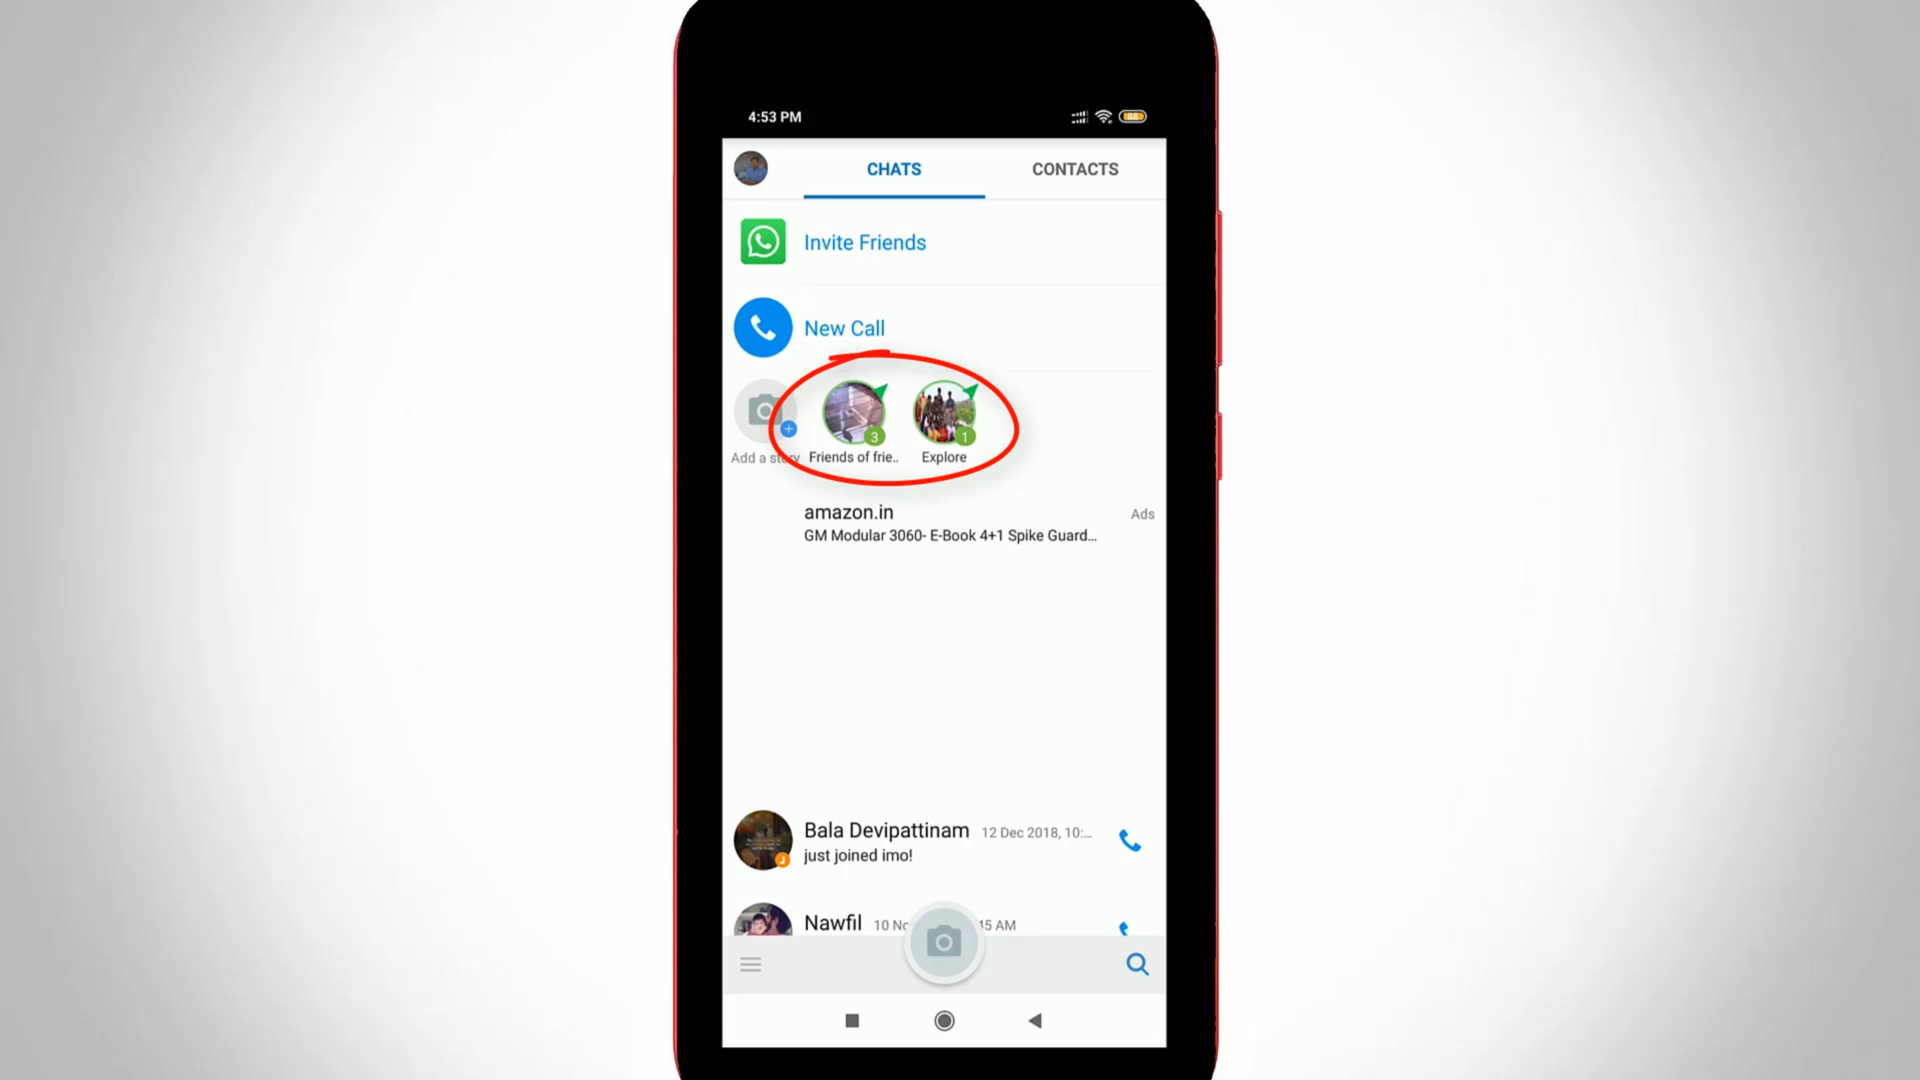 4:53 PM
88
CHATS
CONTACTS
Invite Friends
New Call
3
1
Add a story
Friends of frie..
Explore
amazon.in
Ads
GM Modular 3060- E-Book 4+1 Spike Guard...
Bala Devipattinam
12 Dec 2018, 10:...
just joined imo!
Nawfil
10 No
45 AM